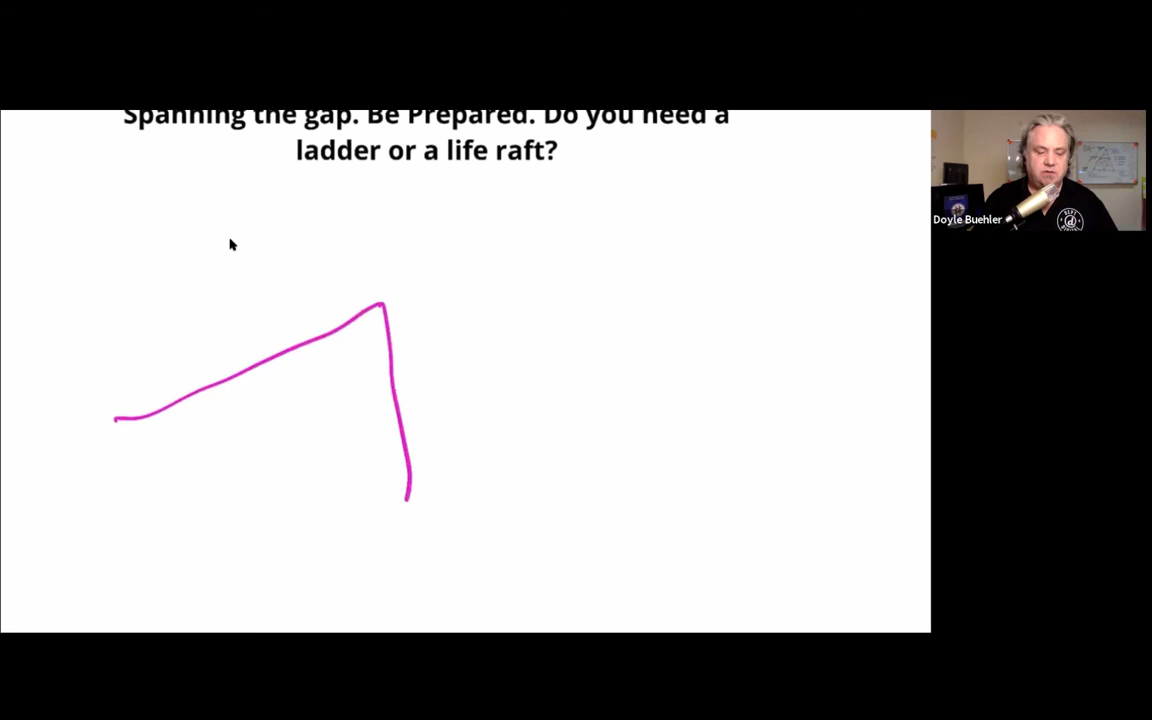 Spanning the gap. Be Prepared. Do you need a
ladder or a life raft?
Doyle Buehler